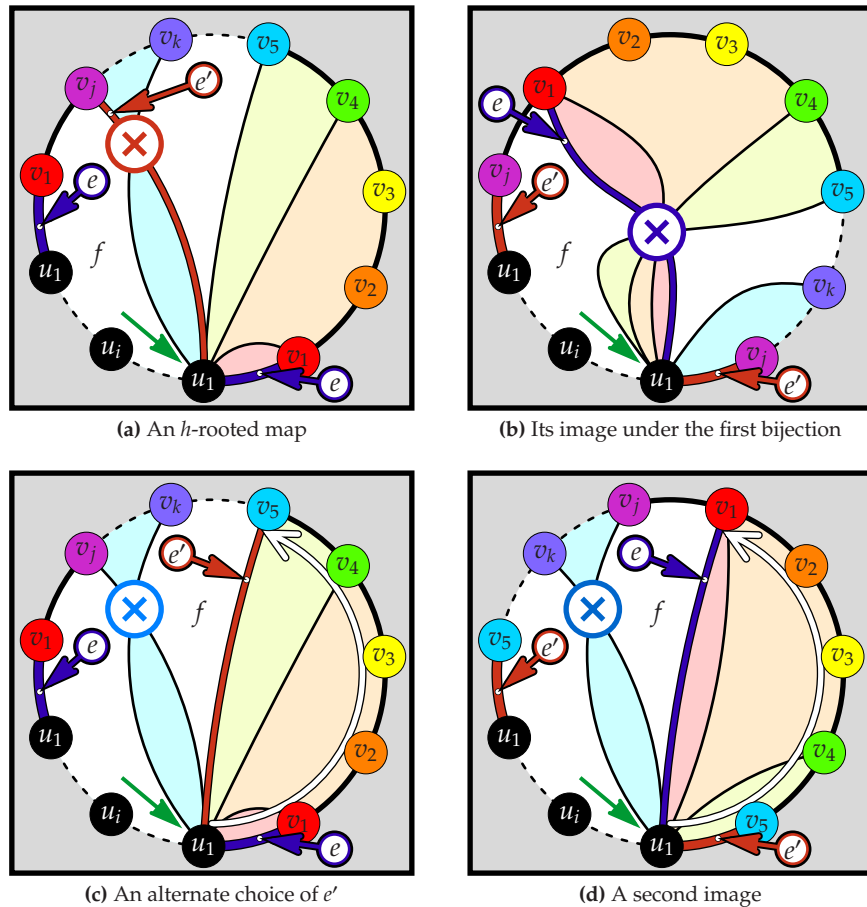 v_k
v_5
v_j
e′
v_4
v_1
e
v_3
f
u_1
v_2
u_i
v_1
u_1
e
(a) An h-rooted map
v_2
v_3
v_1
e
v_4
v_j
e′
v_5
f
u_1
v_k
u_i
v_j
u_1
e′
(b) Its image under the first bijection
v_k
v_5
v_j
e′
v_4
f
v_1
e
v_3
u_1
v_2
u_i
v_1
u_1
e
(c) An alternate choice of e′
v_j
v_1
v_k
e
v_2
f
v_5
e′
v_3
u_1
v_4
u_i
v_5
u_1
e′
(d) A second image